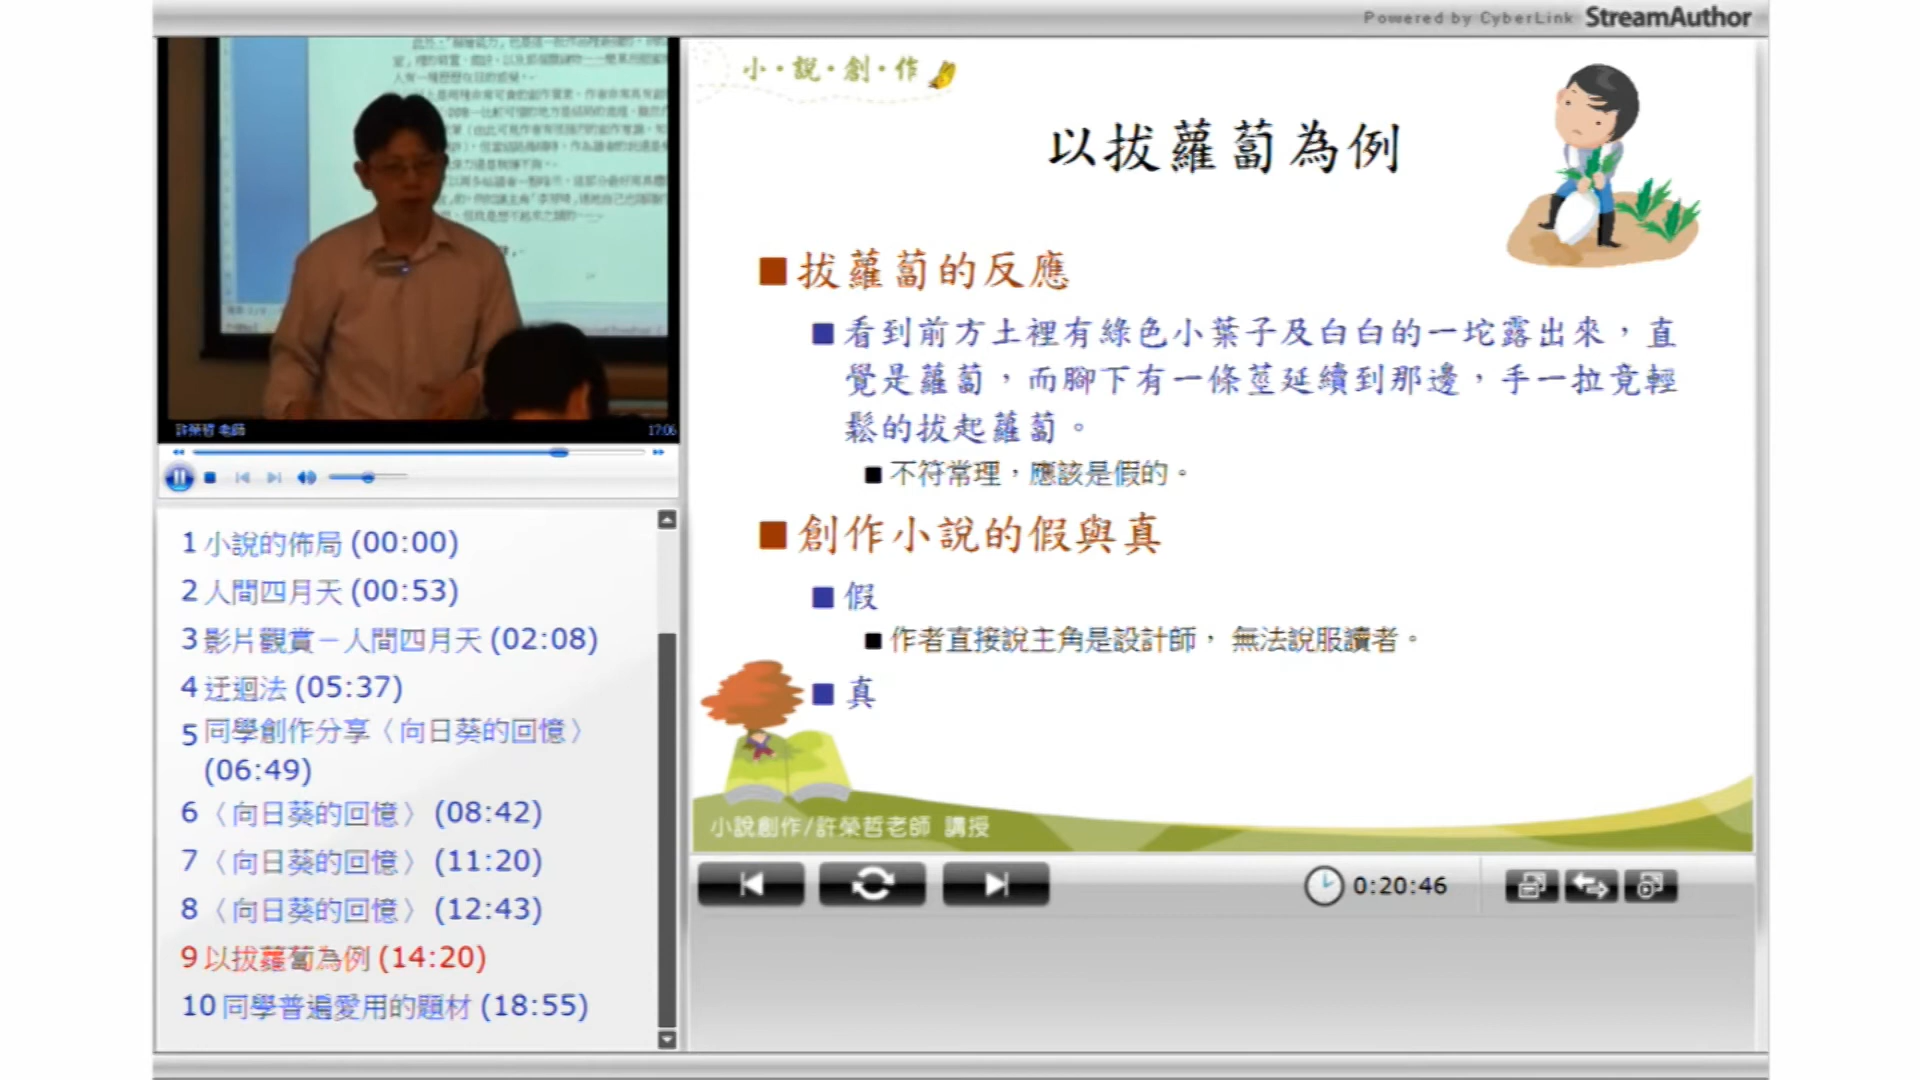 Powered by CyberLink StreamAuthor
小‧說‧創‧作
以拔蘿蔔為例
拔蘿蔔的反應
看到前方土裡有綠色小葉子及白白的一坨露出來，直
覺是蘿蔔，而腳下有一條莖延續到那邊，手一拉竟輕
鬆的拔起蘿蔔。
不符常理，應該是假的。
創作小說的假與真
假
作者直接說主角是設計師， 無法說服讀者。
真
小說創作/許榮哲老師 講授
許榮哲 老師
17:06
1 小說的佈局 (00:00)
2 人間四月天 (00:53)
3 影片觀賞－人間四月天 (02:08)
4 迂迴法 (05:37)
5 同學創作分享〈向日葵的回憶〉
(06:49)
6 〈向日葵的回憶〉 (08:42)
7 〈向日葵的回憶〉 (11:20)
8 〈向日葵的回憶〉 (12:43)
9 以拔蘿蔔為例 (14:20)
10 同學普遍愛用的題材 (18:55)
0:20:46